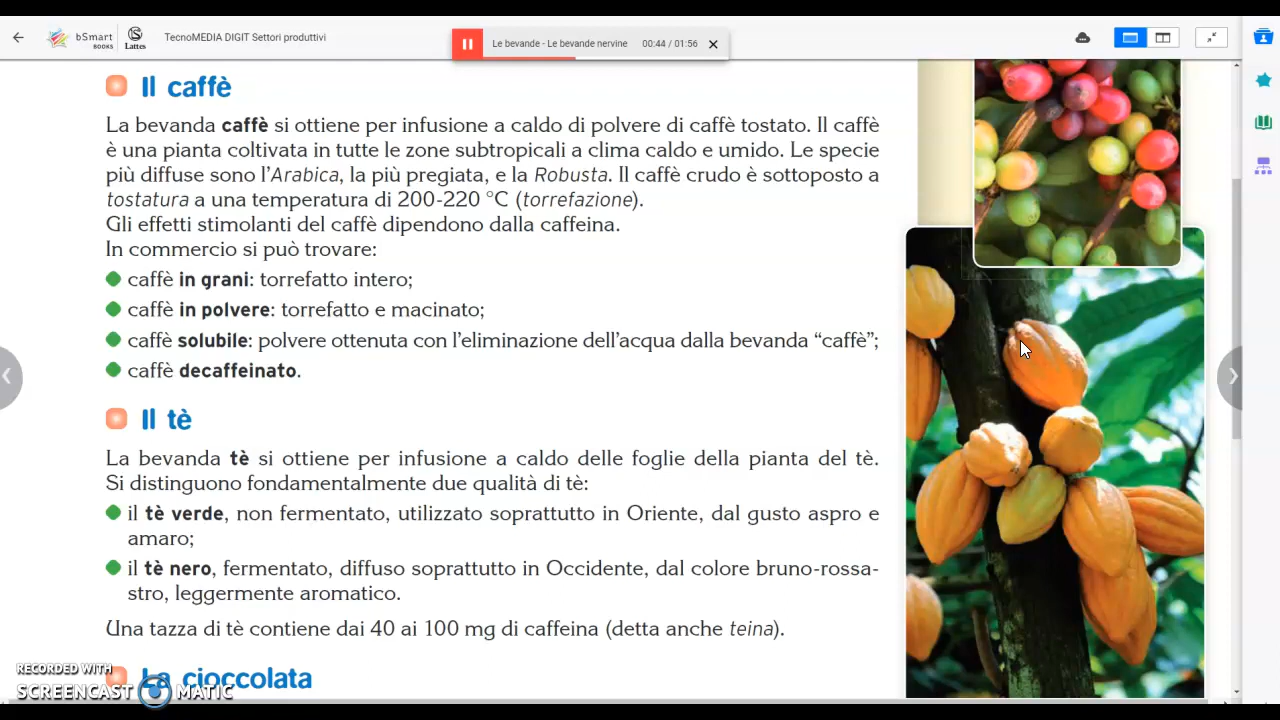 bSmart
BOOKS
Lattes
TecnoMEDIA DIGIT Settori produttivi
Le bevande - Le bevande nervine 00:44 / 01:56
Il caffè
La bevanda caffè si ottiene per infusione a caldo di polvere di caffè tostato. Il caffè
è una pianta coltivata in tutte le zone subtropicali a clima caldo e umido. Le specie
più diffuse sono l'Arabica, la più pregiata, e la Robusta. Il caffè crudo è sottoposto a
tostatura a una temperatura di 200-220 °C (torrefazione).
Gli effetti stimolanti del caffè dipendono dalla caffeina.
In commercio si può trovare:
caffè in grani: torrefatto intero;
caffè in polvere: torrefatto e macinato;
caffè solubile: polvere ottenuta con l'eliminazione dell'acqua dalla bevanda “caffè”;
caffè decaffeinato.
Il tè
La bevanda tè si ottiene per infusione a caldo delle foglie della pianta del tè.
Si distinguono fondamentalmente due qualità di tè:
il tè verde, non fermentato, utilizzato soprattutto in Oriente, dal gusto aspro e
amaro;
il tè nero, fermentato, diffuso soprattutto in Occidente, dal colore bruno-rossa-
stro, leggermente aromatico.
Una tazza di tè contiene dai 40 ai 100 mg di caffeina (detta anche teina).
La cioccolata
RECORDED WITH
SCREENCAST MATIC